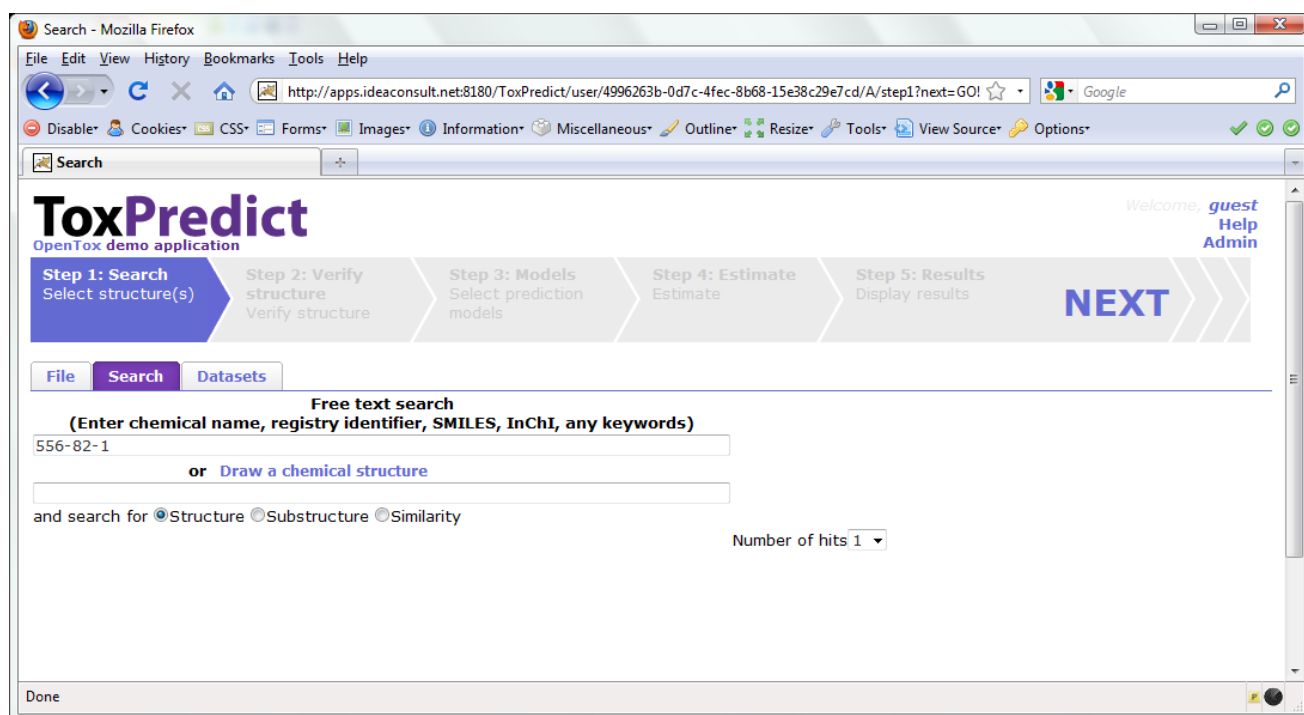 Search - Mozilla Firefox
File Edit View History Bookmarks Tools Help
http://apps.ideaconsult.net:8180/ToxPredict/user/4996263b-0d7c-4fec-8b68-15e38c29e7cd/A/step1?next=GO! Google
Disable Cookies CSS Forms Images Information Miscellaneous Outline Resize Tools View Source Options
Search
ToxPredict
OpenTox demo application
Welcome, guest
Help
Admin
Step 1: Search
Select structure(s)
Step 2: Verify
structure
Verify structure
Step 3: Models
Select prediction
models
Step 4: Estimate
Estimate
Step 5: Results
Display results
NEXT
File Search Datasets
Free text search
(Enter chemical name, registry identifier, SMILES, InChI, any keywords)
556-82-1
or Draw a chemical structure
and search for Structure Substructure Similarity
Number of hits 1
Done